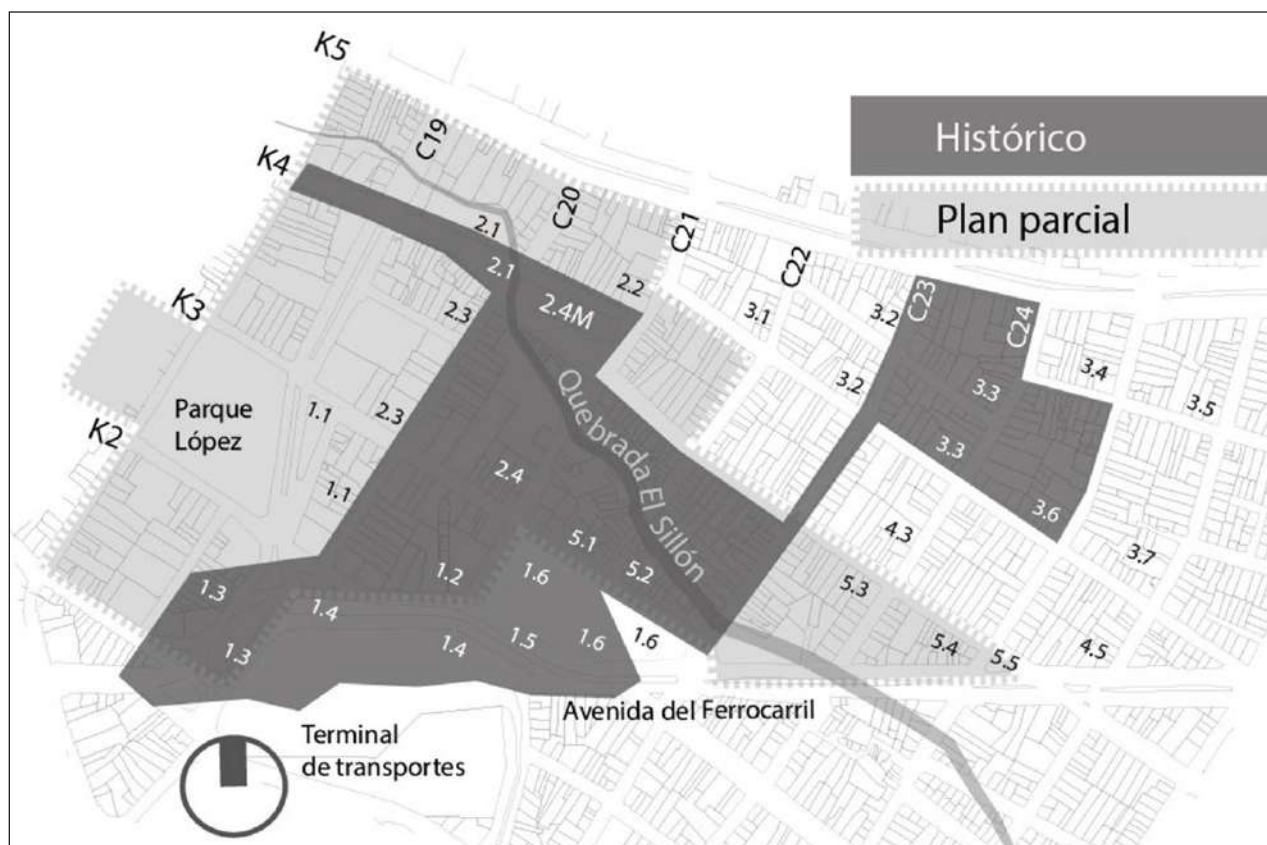 K5
C19
K4
C20
C21
C22
Histórico
Plan parcial
2.1
2.1
2.4M
2.2
2.3
3.1
3.2
3.2
C23
C24
3.3
3.3
3.4
3.5
3.6
3.7
K3
K2
Parque
López
1.1
1.1
2.3
2.4
Quebrada El Sillón
4.3
5.1
5.2
5.3
5.4
5.5
4.5
1.2
1.3
1.3
1.4
1.4
1.5
1.6
1.6
1.6
Avenida del Ferrocarril
Terminal
de transportes